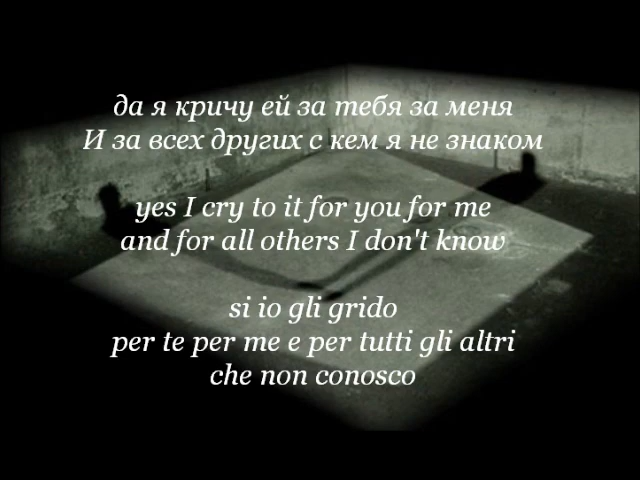 да я кричу ей за тебя за меня
И за всех других с кем я не знаком
yes I cry to it for you for me
and for all others I don't know
si io gli grido
per te per me e per tutti gli altri
che non conosco